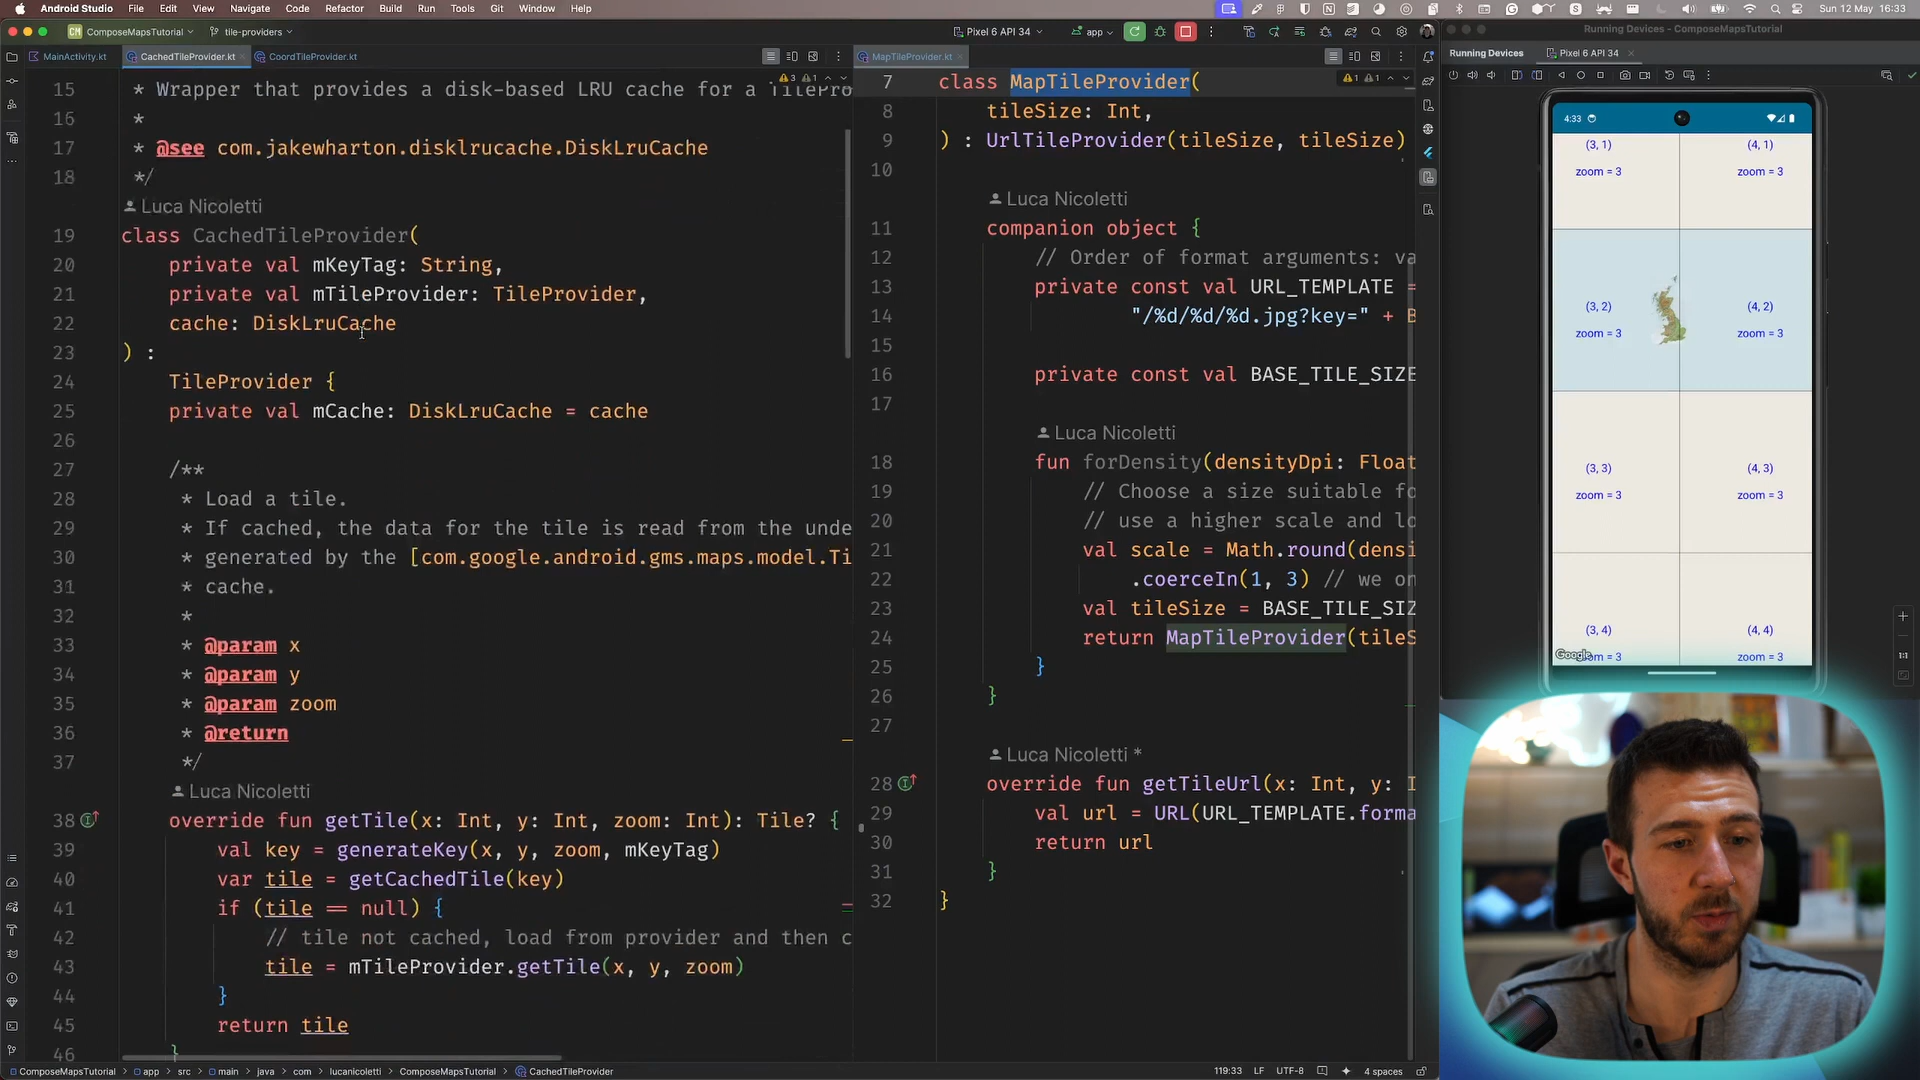 Android Studio File Edit View Navigate Code Refactor Build Run Tools Git Window Help
Sun 12 May 16:33
CM ComposeMapsTutorial tile-providers Pixel 6 API 34 app
Running Devices - ComposeMapsTutorial
MainActivity.kt CachedTileProvider.kt CoordTileProvider.kt
MapTileProvider.kt
Running Devices Pixel 6 API 34
3 1
15 * Wrapper that provides a disk-based LRU cache for a TilePro
16 *
17 * @see com.jakewharton.disklrucache.DiskLruCache
18 */
Luca Nicoletti
19 class CachedTileProvider(
20 private val mKeyTag: String,
21 private val mTileProvider: TileProvider,
22 cache: DiskLruCache
23 ) :
24 TileProvider {
25 private val mCache: DiskLruCache = cache
26
27 /**
28 * Load a tile.
29 * If cached, the data for the tile is read from the unde
30 * generated by the [com.google.android.gms.maps.model.Ti
31 * cache.
32 *
33 * @param x
34 * @param y
35 * @param zoom
36 * @return
37 */
Luca Nicoletti
38 override fun getTile(x: Int, y: Int, zoom: Int): Tile? {
39 val key = generateKey(x, y, zoom, mKeyTag)
40 var tile = getCachedTile(key)
41 if (tile == null) {
42 // tile not cached, load from provider and then c
43 tile = mTileProvider.getTile(x, y, zoom)
44 }
45 return tile
46 }
1 1
7 class MapTileProvider(
8 tileSize: Int,
9 ) : UrlTileProvider(tileSize, tileSize)
10
Luca Nicoletti
11 companion object {
12 // Order of format arguments: va
13 private const val URL_TEMPLATE =
14 "/%d/%d/%d.jpg?key=" + B
15
16 private const val BASE_TILE_SIZE
17
Luca Nicoletti
18 fun forDensity(densityDpi: Float
19 // Choose a size suitable fo
20 // use a higher scale and lo
21 val scale = Math.round(densi
22 .coerceIn(1, 3) // we on
23 val tileSize = BASE_TILE_SIZ
24 return MapTileProvider(tileS
25 }
26 }
27
Luca Nicoletti *
28 override fun getTileUrl(x: Int, y: I
29 val url = URL(URL_TEMPLATE.forma
30 return url
31 }
32 }
4:33
(3, 1) (4, 1)
zoom = 3 zoom = 3
(3, 2) (4, 2)
zoom = 3 zoom = 3
(3, 3) (4, 3)
zoom = 3 zoom = 3
(3, 4) (4, 4)
Google
zoom = 3
1:1
ComposeMapsTutorial app src main java com lucanicoletti ComposeMapsTutorial CachedTileProvider
119:33 LF UTF-8 4 spaces